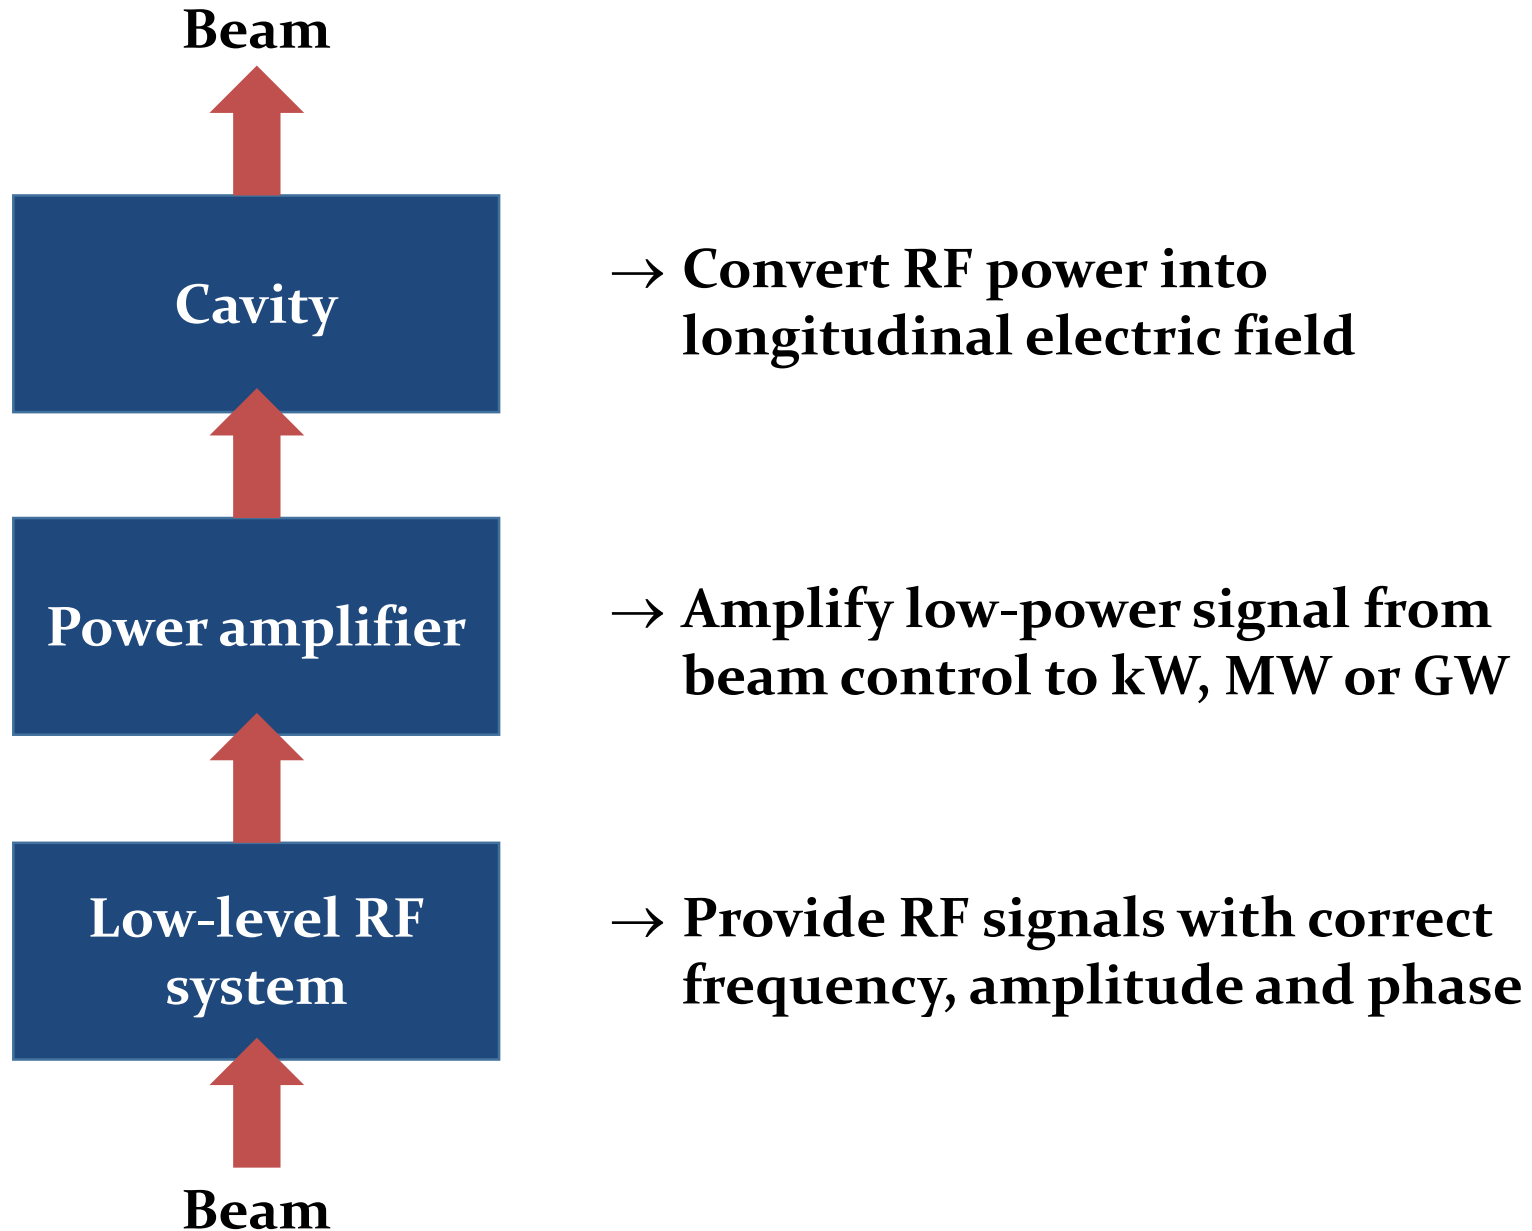 Beam
Cavity
→ Convert RF power into
longitudinal electric field
Power amplifier
→ Amplify low-power signal from
beam control to kW, MW or GW
Low-level RF
system
→ Provide RF signals with correct
frequency, amplitude and phase
Beam